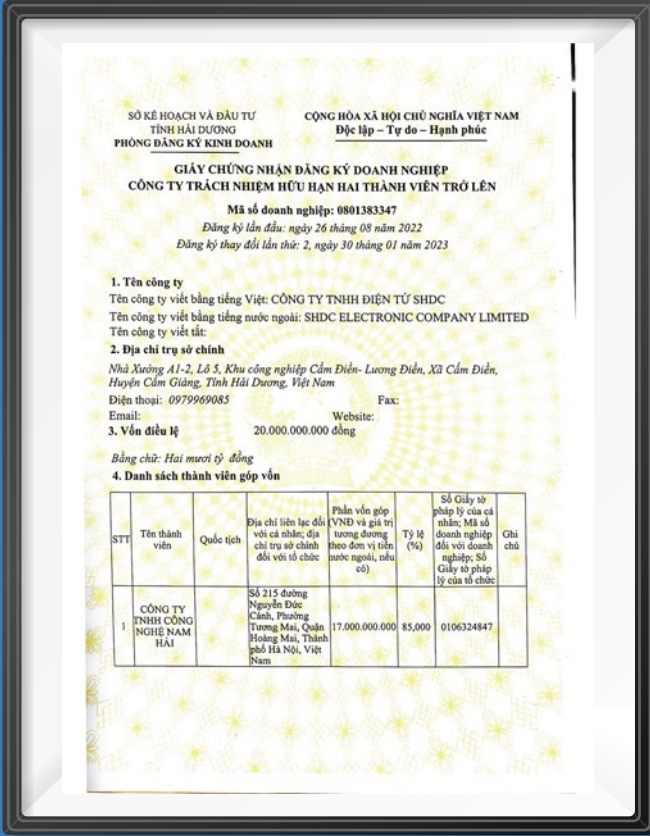 SỞ KẾ HOẠCH VÀ ĐẦU TƯ
TỈNH HẢI DƯƠNG
PHÒNG ĐĂNG KÝ KINH DOANH
CỘNG HÒA XÃ HỘI CHỦ NGHĨA VIỆT NAM
Độc lập – Tự do – Hạnh phúc
GIẤY CHỨNG NHẬN ĐĂNG KÝ DOANH NGHIỆP
CÔNG TY TRÁCH NHIỆM HỮU HẠN HAI THÀNH VIÊN TRỞ LÊN
Mã số doanh nghiệp: 0801383347
Đăng ký lần đầu: ngày 26 tháng 08 năm 2022
Đăng ký thay đổi lần thứ: 2, ngày 30 tháng 01 năm 2023
1. Tên công ty
Tên công ty viết bằng tiếng Việt: CÔNG TY TNHH ĐIỆN TỬ SHDC
Tên công ty viết bằng tiếng nước ngoài: SHDC ELECTRONIC COMPANY LIMITED
Tên công ty viết tắt:
2. Địa chỉ trụ sở chính
Nhà Xưởng A1-2, Lô 5, Khu công nghiệp Cẩm Điền- Lương Điền, Xã Cẩm Điền,
Huyện Cẩm Giàng, Tỉnh Hải Dương, Việt Nam
Điện thoại: 0979969085 Fax:
Email: Website:
3. Vốn điều lệ 20.000.000.000 đồng
Bằng chữ: Hai mươi tỷ đồng
4. Danh sách thành viên góp vốn
STT
Tên thành
viên
Quốc tịch
Địa chỉ liên lạc đối
với cá nhân; địa
chỉ trụ sở chính
đối với tổ chức
Phần vốn góp
(VNĐ và giá trị
tương đương
theo đơn vị tiền
nước ngoài, nếu
có)
Tỷ lệ
(%)
Số Giấy tờ
pháp lý của cá
nhân; Mã số
doanh nghiệp
đối với doanh
nghiệp; Số
Giấy tờ pháp
lý của tổ chức
Ghi
chú
1
CÔNG TY
TNHH CÔNG
NGHỆ NAM
HẢI
Số 215 đường
Nguyễn Đức
Cảnh, Phường
Tương Mai, Quận
Hoàng Mai, Thành
phố Hà Nội, Việt
Nam
17.000.000.000
85,000
0106324847